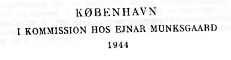 KØBENHAVN
I KOMMISSION HOS EJNAR MUNKSGAARD
1944